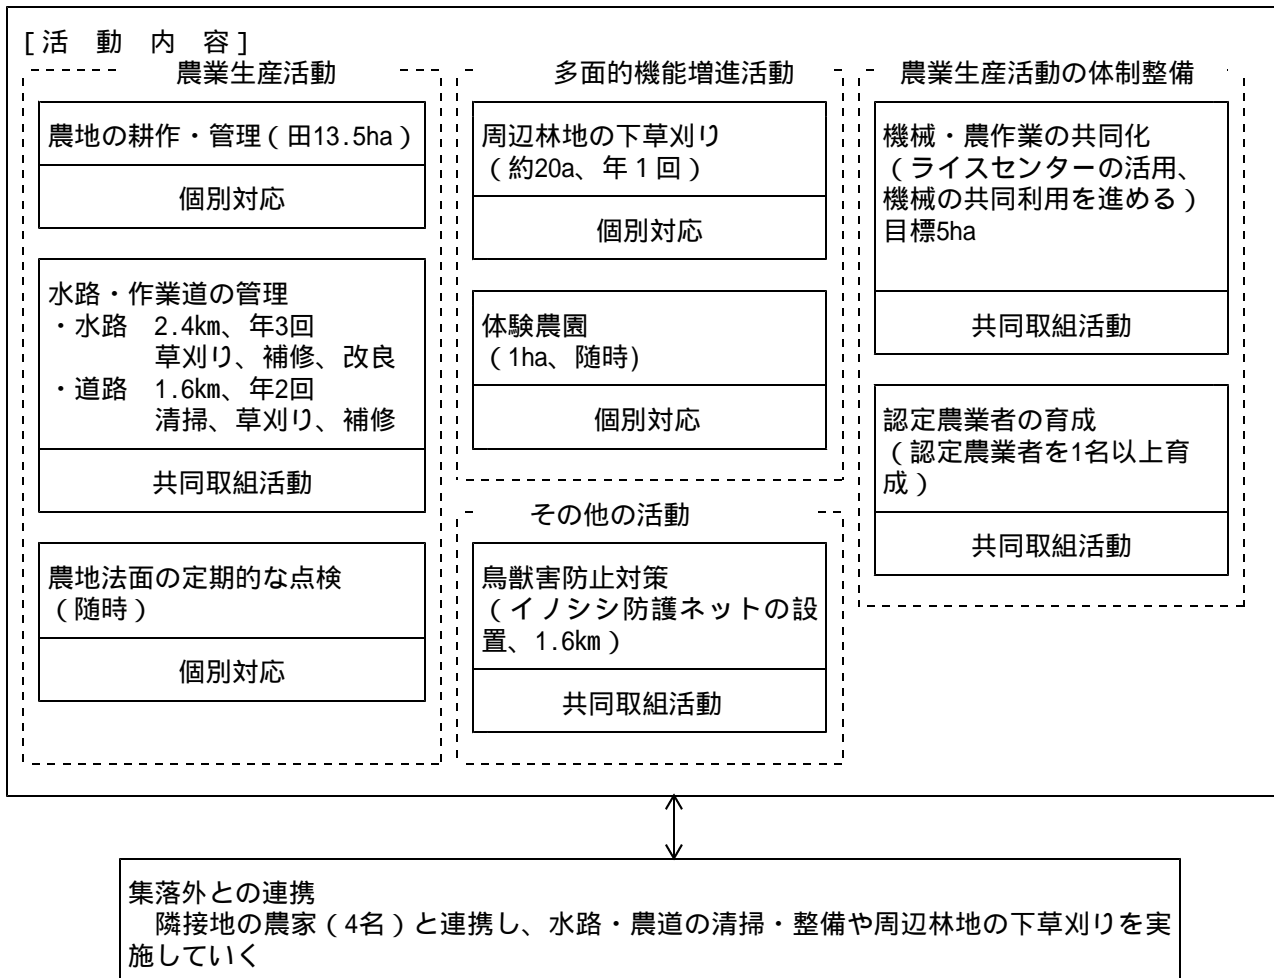 [活　動　内　容]
農業生産活動
農地の耕作・管理（田13.5ha）
個別対応
水路・作業道の管理
・水路　2.4km、年3回
草刈り、補修、改良
・道路　1.6km、年2回
清掃、草刈り、補修
共同取組活動
農地法面の定期的な点検
（随時）
個別対応
多面的機能増進活動
周辺林地の下草刈り
（約20a、年１回）
個別対応
体験農園
（1ha、随時)
個別対応
その他の活動
鳥獣害防止対策
（イノシシ防護ネットの設
置、1.6km）
共同取組活動
農業生産活動の体制整備
機械・農作業の共同化
（ライスセンターの活用、
機械の共同利用を進める）
目標5ha
共同取組活動
認定農業者の育成
（認定農業者を1名以上育
成）
共同取組活動
集落外との連携
隣接地の農家（4名）と連携し、水路・農道の清掃・整備や周辺林地の下草刈りを実
施していく